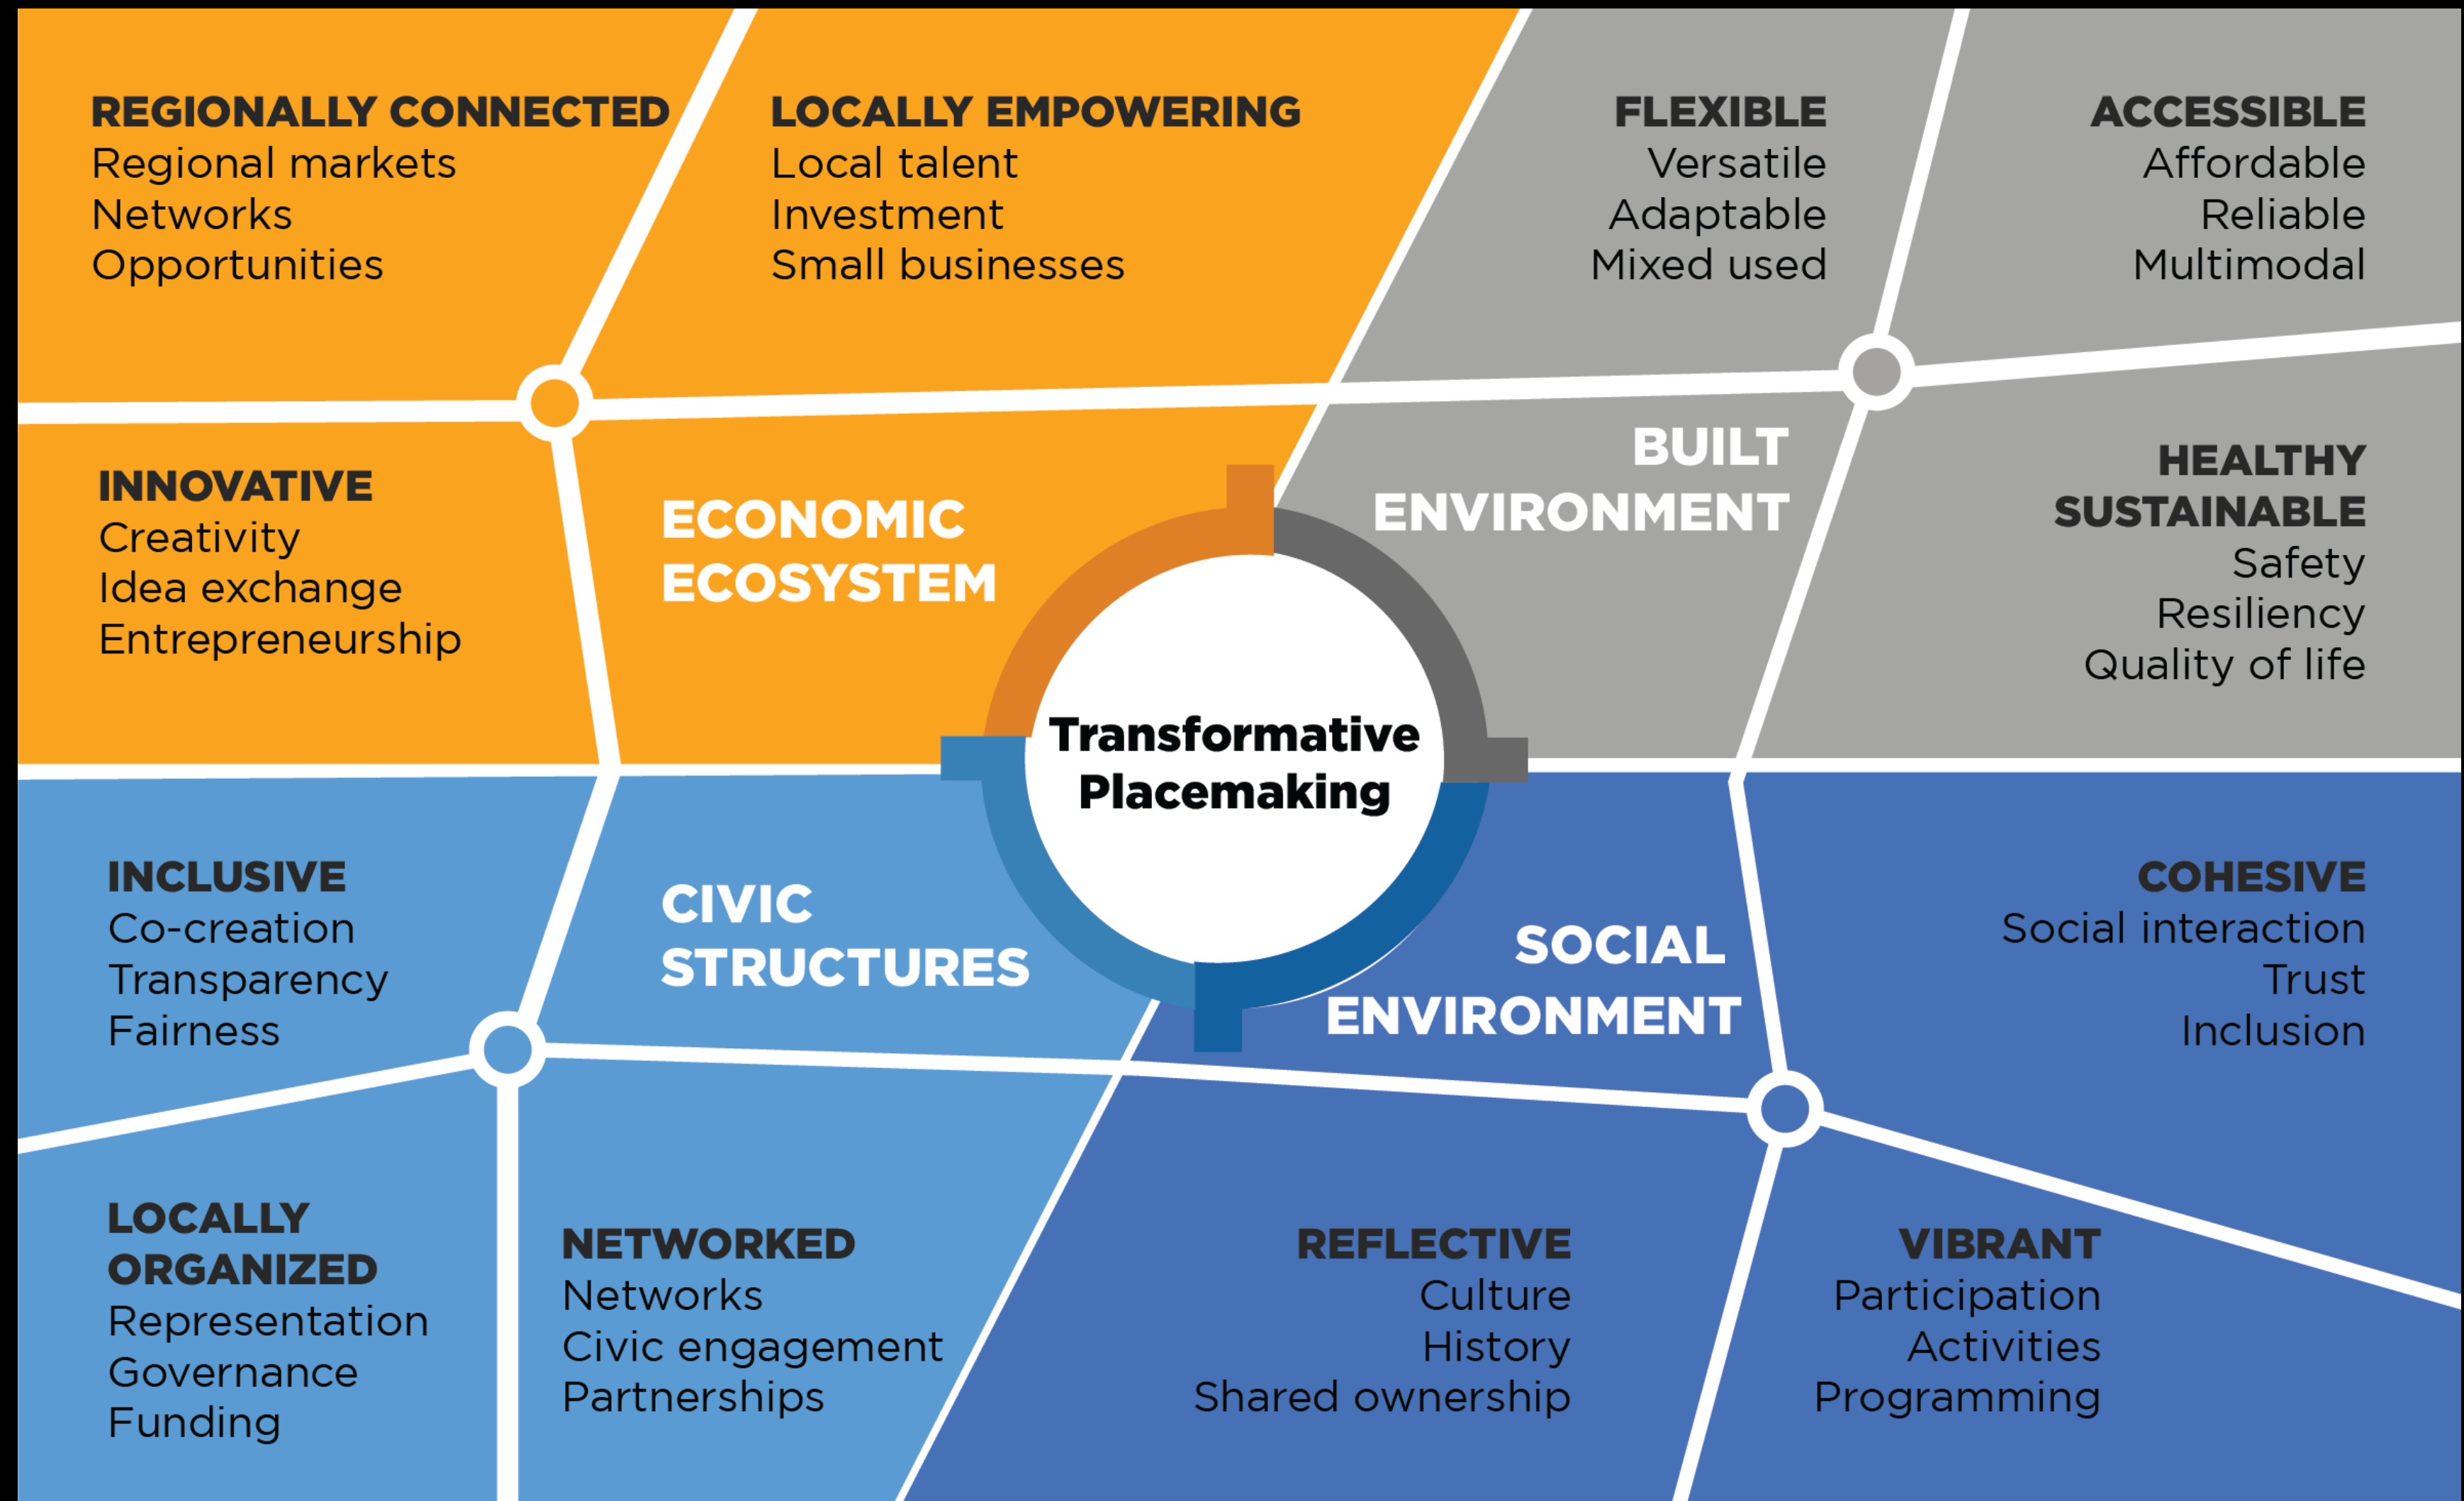 REGIONALLY CONNECTED
Regional markets
Networks
Opportunities
LOCALLY EMPOWERING
Local talent
Investment
Small businesses
FLEXIBLE
Versatile
Adaptable
Mixed used
ACCESSIBLE
Affordable
Reliable
Multimodal
INNOVATIVE
Creativity
Idea exchange
Entrepreneurship
ECONOMIC
ECOSYSTEM
BUILT
ENVIRONMENT
HEALTHY
SUSTAINABLE
Safety
Resiliency
Quality of life
Transformative
Placemaking
INCLUSIVE
Co-creation
Transparency
Fairness
CIVIC
STRUCTURES
SOCIAL
ENVIRONMENT
COHESIVE
Social interaction
Trust
Inclusion
LOCALLY
ORGANIZED
Representation
Governance
Funding
NETWORKED
Networks
Civic engagement
Partnerships
REFLECTIVE
Culture
History
Shared ownership
VIBRANT
Participation
Activities
Programming